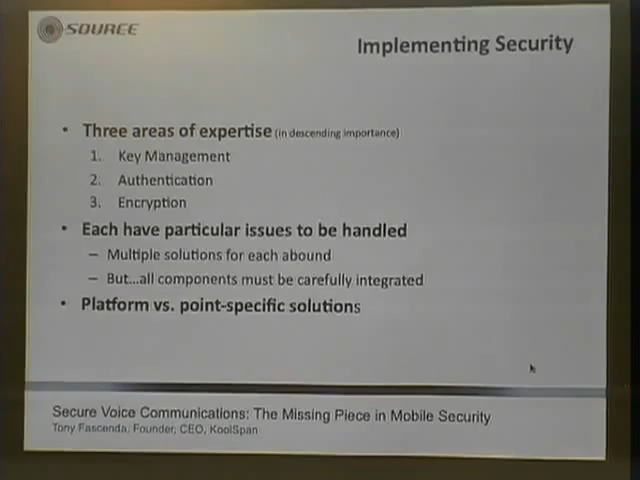 SOURCE
Implementing Security
• Three areas of expertise (in descending importance)
1. Key Management
2. Authentication
3. Encryption
• Each have particular issues to be handled
– Multiple solutions for each abound
– But...all components must be carefully integrated
• Platform vs. point-specific solutions
Secure Voice Communications: The Missing Piece in Mobile Security
Tony Fascenda, Founder, CEO, KoolSpan